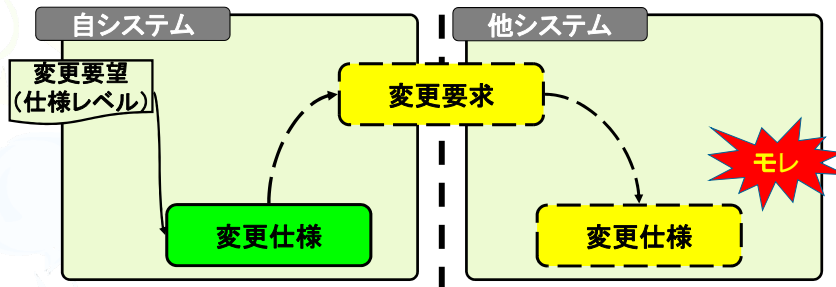 自システム
他システム
変更要望
（仕様レベル）
変更要求
モレ
変更仕様
変更仕様